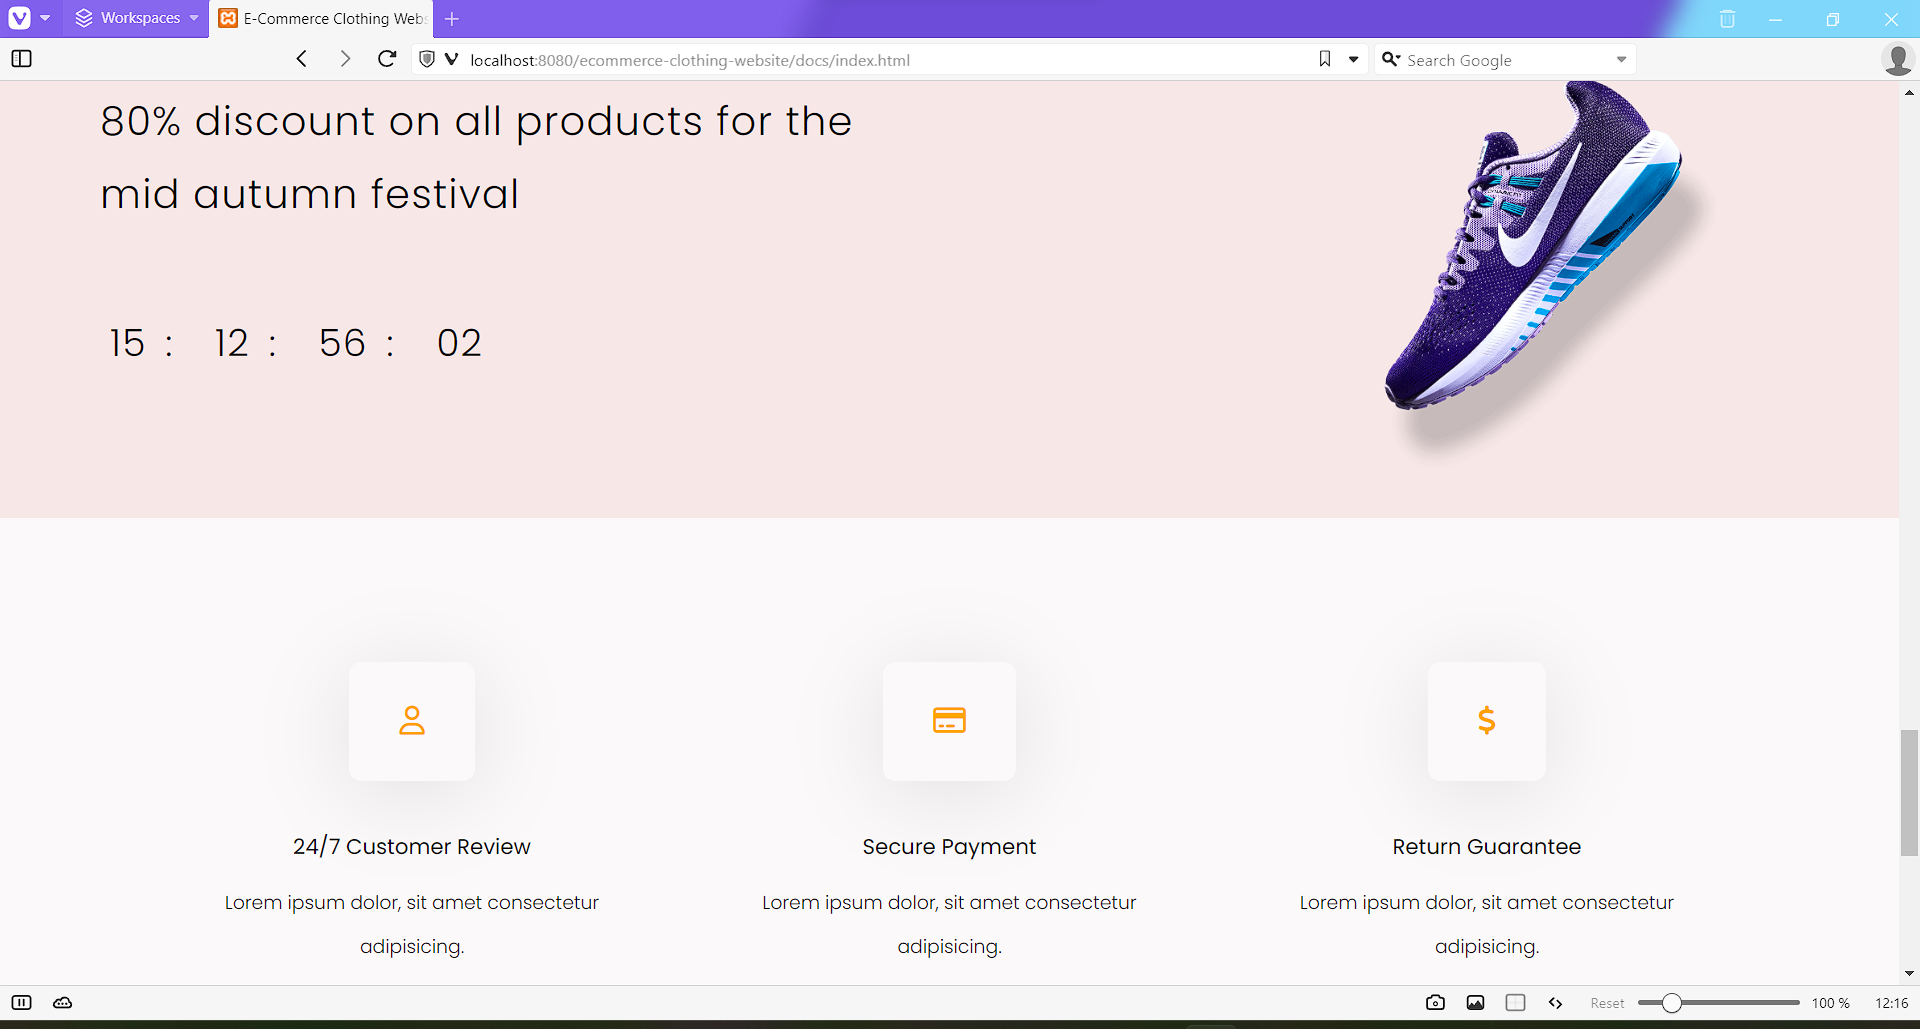 Workspaces
E-Commerce Clothing Webs
localhost:8080/ecommerce-clothing-website/docs/index.html
Search Google
80% discount on all products for the
mid autumn festival
15 : 12 : 56 : 02
24/7 Customer Review
Lorem ipsum dolor, sit amet consectetur
adipisicing.
Secure Payment
Lorem ipsum dolor, sit amet consectetur
adipisicing.
Return Guarantee
Lorem ipsum dolor, sit amet consectetur
adipisicing.
Reset
100 %
12:16